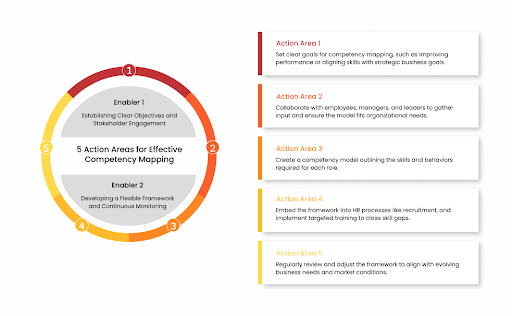 1
Enabler 1
Establishing Clear Objectives and
Stakeholder Engagement
5 Action Areas for Effective
Competency Mapping
Enabler 2
Developing a Flexible Framework
and Continuous Monitoring
2
3
4
5
Action Area 1
Set clear goals for competency mapping, such as improving
performance or aligning skills with strategic business goals.
Action Area 2
Collaborate with employees, managers, and leaders to gather
input and ensure the model fits organizational needs.
Action Area 3
Create a competency model outlining the skills and behaviors
required for each role.
Action Area 4
Embed the framework into HR processes like recruitment, and
implement targeted training to close skill gaps.
Action Area 5
Regularly review and adjust the framework to align with evolving
business needs and market conditions.